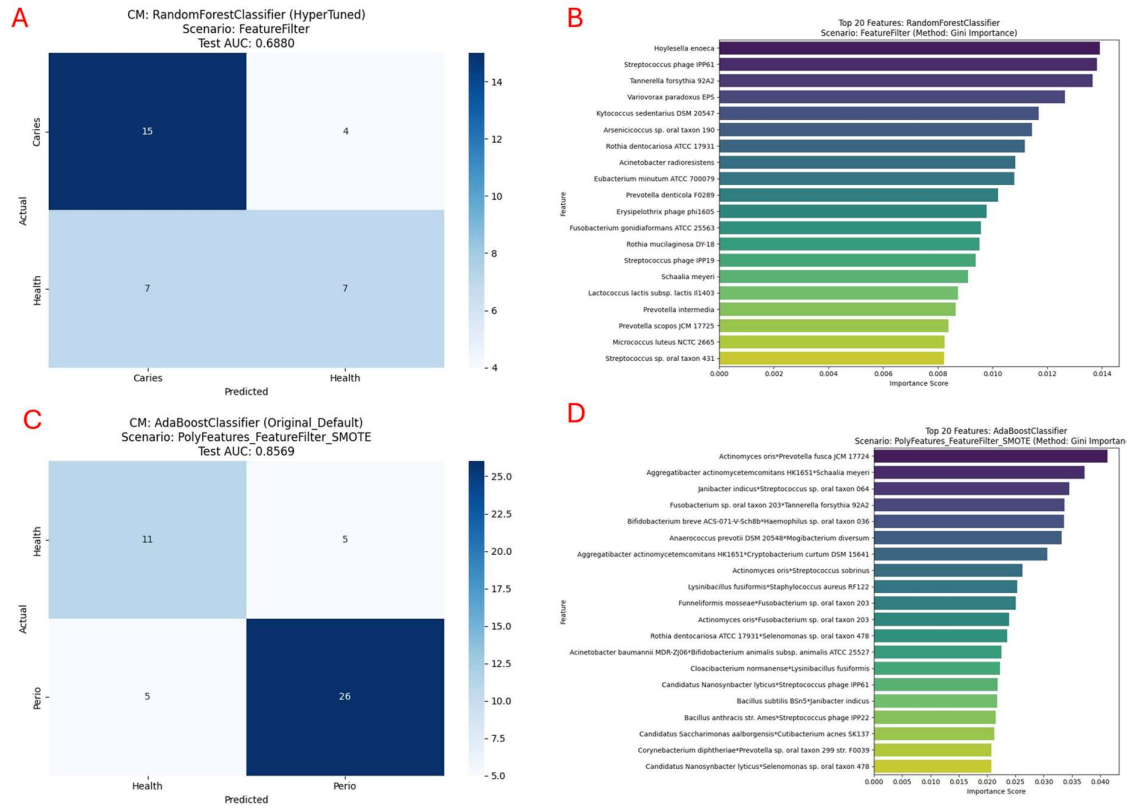 A
CM: RandomForestClassifier (HyperTuned)
Scenario: FeatureFilter
Test AUC: 0.6880
Caries
Health
Actual
15
4
7
7
Caries
Health
Predicted
14
12
10
8
6
4
B
Top 20 Features: RandomForestClassifier
Scenario: FeatureFilter (Method: Gini Importance)
Feature
Hoylesella enoeca
Streptococcus phage IPP61
Tannerella forsythia 92A2
Variovorax paradoxus EPS
Kytococcus sedentarius DSM 20547
Arsenicicoccus sp. oral taxon 190
Rothia dentocariosa ATCC 17931
Acinetobacter radioresistens
Eubacterium minutum ATCC 700079
Prevotella denticola F0289
Erysipelothrix phage phi1605
Fusobacterium gonidiaformans ATCC 25563
Rothia mucilaginosa DY-18
Streptococcus phage IPP19
Schaalia meyeri
Lactococcus lactis subsp. lactis Il1403
Prevotella intermedia
Prevotella scopos JCM 17725
Micrococcus luteus NCTC 2665
Streptococcus sp. oral taxon 431
0.000 0.002 0.004 0.006 0.008 0.010 0.012 0.014
Importance Score
C
CM: AdaBoostClassifier (Original_Default)
Scenario: PolyFeatures_FeatureFilter_SMOTE
Test AUC: 0.8569
Health
Perio
Actual
11
5
5
26
Health
Perio
Predicted
25.0
22.5
20.0
17.5
15.0
12.5
10.0
7.5
5.0
D
Top 20 Features: AdaBoostClassifier
Scenario: PolyFeatures_FeatureFilter_SMOTE (Method: Gini Importanc
Feature
Actinomyces oris*Prevotella fusca JCM 17724
Aggregatibacter actinomycetemcomitans HK1651*Schaalia meyeri
Janibacter indicus*Streptococcus sp. oral taxon 064
Fusobacterium sp. oral taxon 203*Tannerella forsythia 92A2
Bifidobacterium breve ACS-071-V-Sch8b*Haemophilus sp. oral taxon 036
Anaerococcus prevotii DSM 20548*Mogibacterium diversum
Aggregatibacter actinomycetemcomitans HK1651*Cryptobacterium curtum DSM 15641
Actinomyces oris*Streptococcus sobrinus
Lysinibacillus fusiformis*Staphylococcus aureus RF122
Funneliformis mosseae*Fusobacterium sp. oral taxon 203
Actinomyces oris*Fusobacterium sp. oral taxon 203
Rothia dentocariosa ATCC 17931*Selenomonas sp. oral taxon 478
Acinetobacter baumannii MDR-ZJ06*Bifidobacterium animalis subsp. animalis ATCC 25527
Cloacibacterium normanense*Lysinibacillus fusiformis
Candidatus Nanosynbacter lyticus*Streptococcus phage IPP61
Bacillus subtilis BSn5*Janibacter indicus
Bacillus anthracis str. Ames*Streptococcus phage IPP22
Candidatus Saccharimonas aalborgensis*Cutibacterium acnes SK137
Corynebacterium diphtheriae*Prevotella sp. oral taxon 299 str. F0039
Candidatus Nanosynbacter lyticus*Selenomonas sp. oral taxon 478
0.000 0.005 0.010 0.015 0.020 0.025 0.030 0.035 0.040
Importance Score